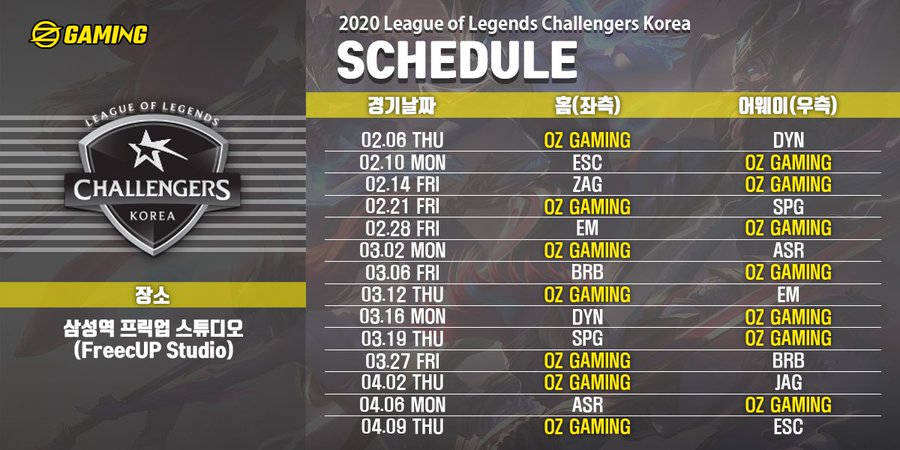 OZ GAMING
2020 League of Legends Challengers Korea
SCHEDULE
LEAGUE OF LEGENDS
CHALLENGERS
KOREA
장소
삼성역 프릭업 스튜디오
(FreecUP Studio)
경기날짜 홈(좌측) 어웨이(우측)
02.06 THU OZ GAMING DYN
02.10 MON ESC OZ GAMING
02.14 FRI ZAG OZ GAMING
02.21 FRI OZ GAMING SPG
02.28 FRI EM OZ GAMING
03.02 MON OZ GAMING ASR
03.06 FRI BRB OZ GAMING
03.12 THU OZ GAMING EM
03.16 MON DYN OZ GAMING
03.19 THU SPG OZ GAMING
03.27 FRI OZ GAMING BRB
04.02 THU OZ GAMING JAG
04.06 MON ASR OZ GAMING
04.09 THU OZ GAMING ESC